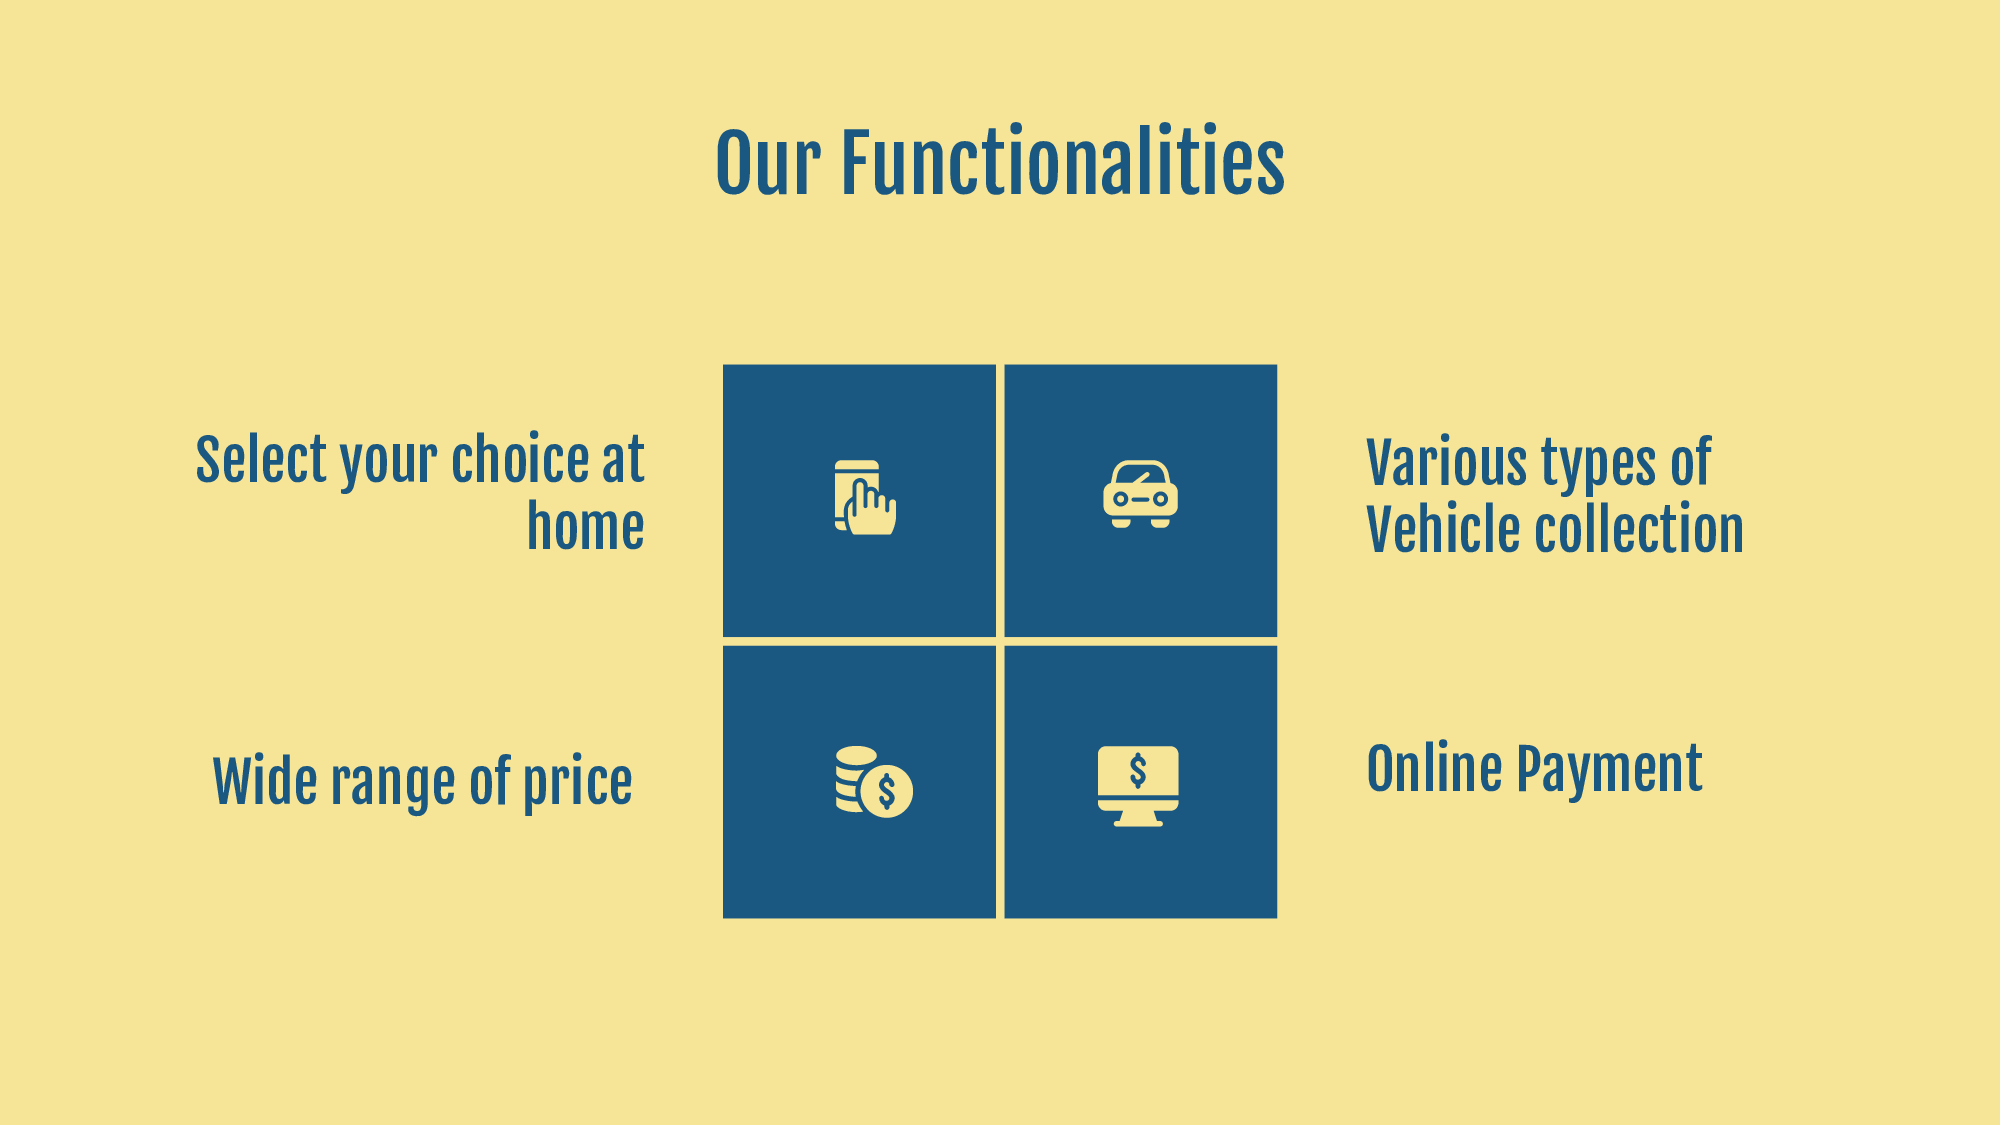 Our Functionalities
Select your choice at
home
Various types of
Vehicle collection
$
$
Wide range of price
Online Payment